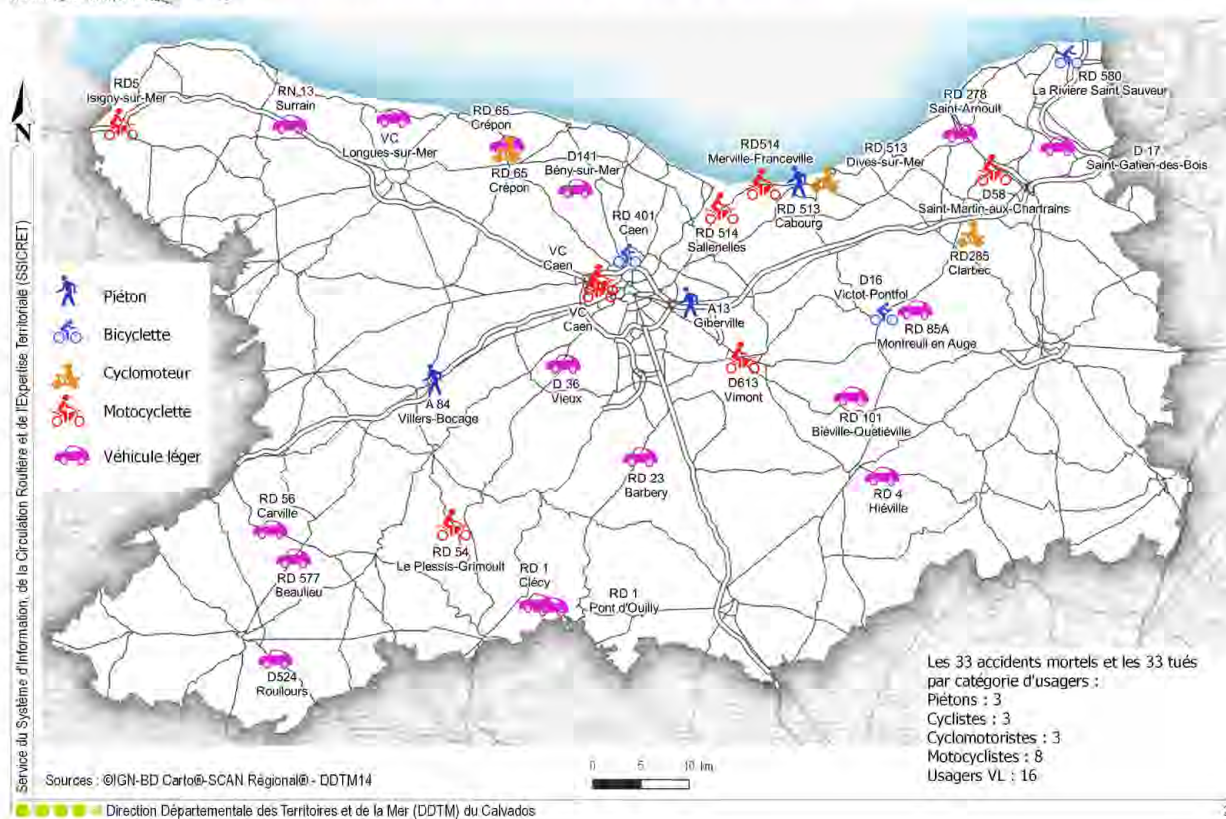 RD5
Isigny-sur-Mer
RN 13
Surrain
VC
Longues-sur-Mer
RD 65
Crépon
RD 65
Crépon
D141
Bény-sur-Mer
RD514
Merville-Franceville
RD 514
Sallenelles
RD 513
Cabourg
RD 513
Dives-sur-Mer
RD 278
Saint-Arnoult
RD 580
La Rivière Saint Sauveur
D 17
Saint-Gatien-des-Bois
D58
Saint-Martin-aux-Chartrains
RD285
Clarbec
RD 401
Caen
VC
Caen
VC
Caen
A13
Giberville
D16
Victot-Pontfol
RD 85A
Montreuil en Auge
D613
Vimont
D 36
Vieux
A 84
Villers-Bocage
RD 101
Biéville-Quétiéville
RD 23
Barbery
RD 4
Hiéville
RD 56
Carville
RD 577
Beaulieu
RD 54
Le Plessis-Grimoult
RD 1
Clécy
RD 1
Pont d'Ouilly
D524
Roullours
N
Piéton
Bicyclette
Cyclomoteur
Motocyclette
Véhicule léger
Service du Système d'Information, de la Circulation Routière et de l'Expertise Territoriale (SSICRET)
Les 33 accidents mortels et les 33 tués
par catégorie d'usagers :
Piétons : 3
Cyclistes : 3
Cyclomotoristes : 3
Motocyclistes : 8
Usagers VL : 16
0 5 10 km
Sources : ©IGN-BD Carto®-SCAN Régional® - DDTM14
Direction Départementale des Territoires et de la Mer (DDTM) du Calvados